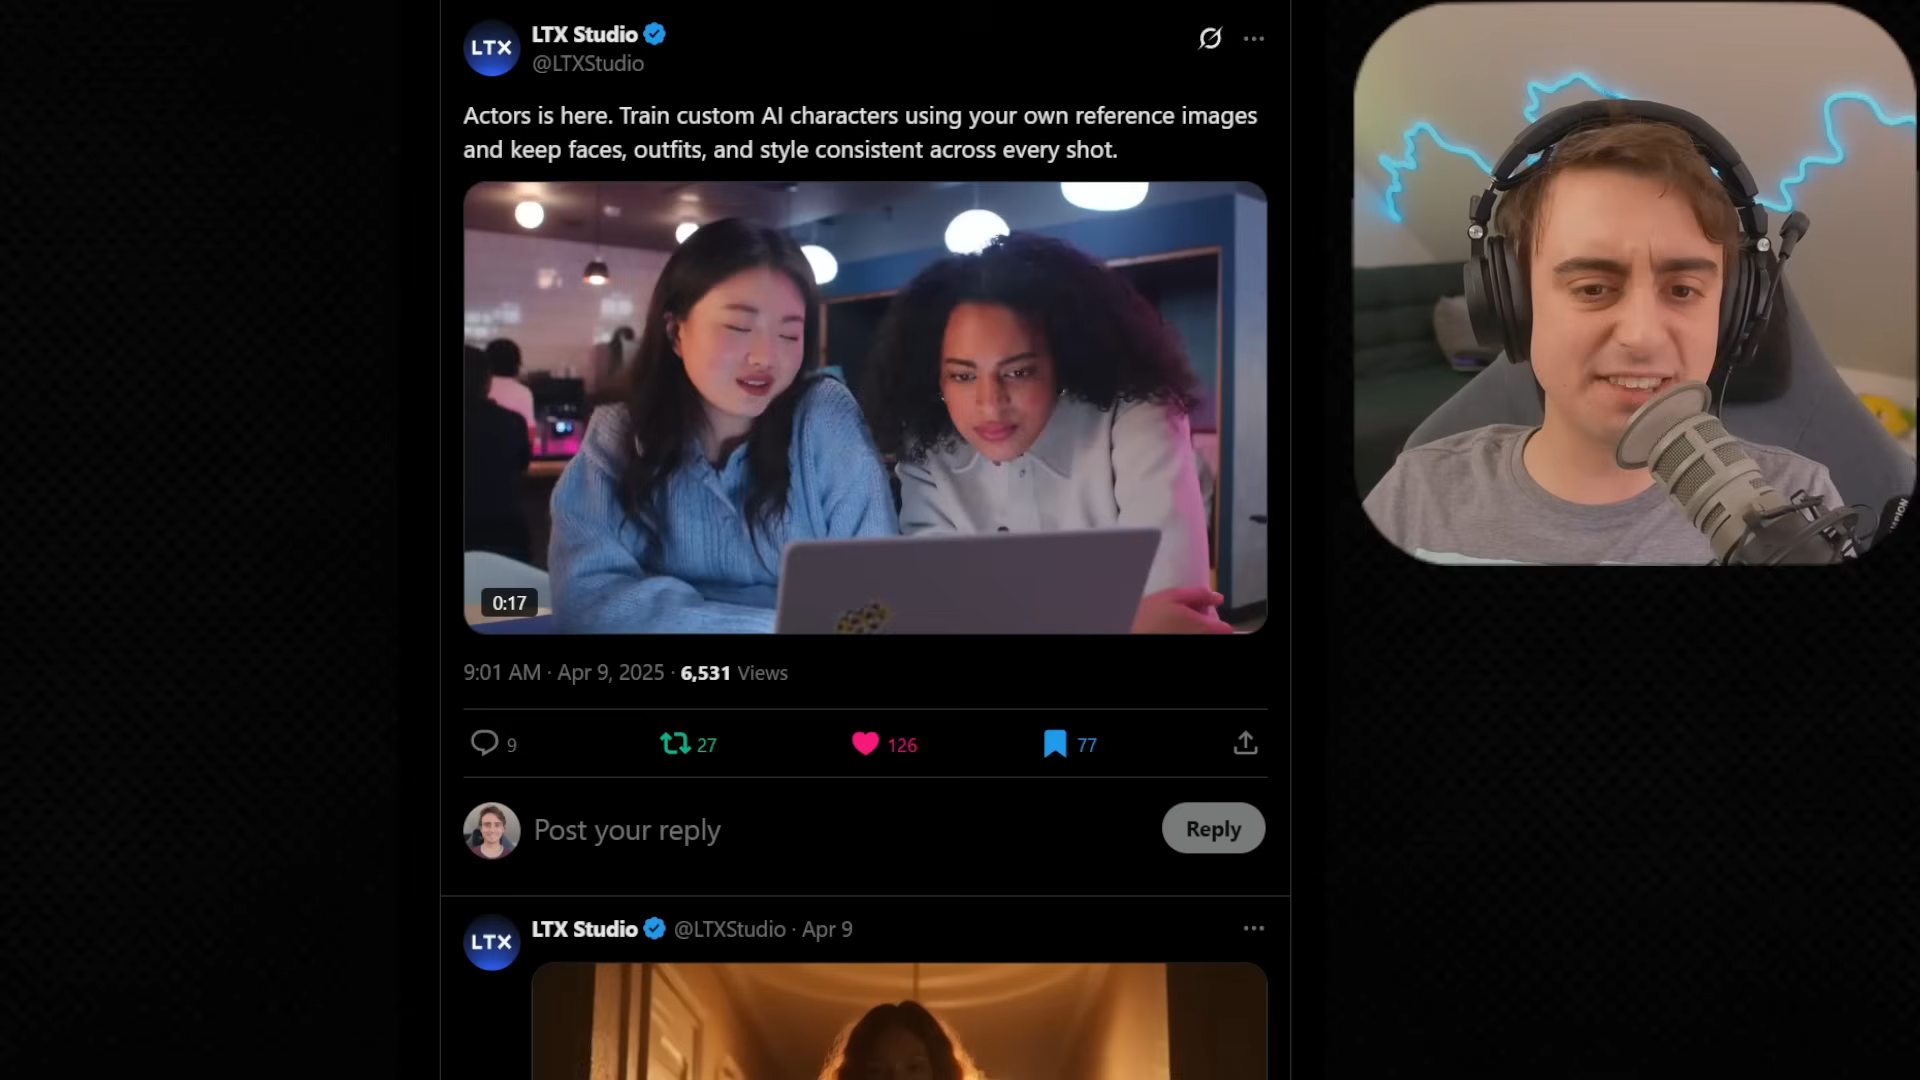 LTX
LTX Studio
@LTXStudio
Actors is here. Train custom AI characters using your own reference images
and keep faces, outfits, and style consistent across every shot.
0:17
9:01 AM · Apr 9, 2025 · 6,531 Views
9 27 126 77
Post your reply
Reply
LTX
LTX Studio @LTXStudio · Apr 9